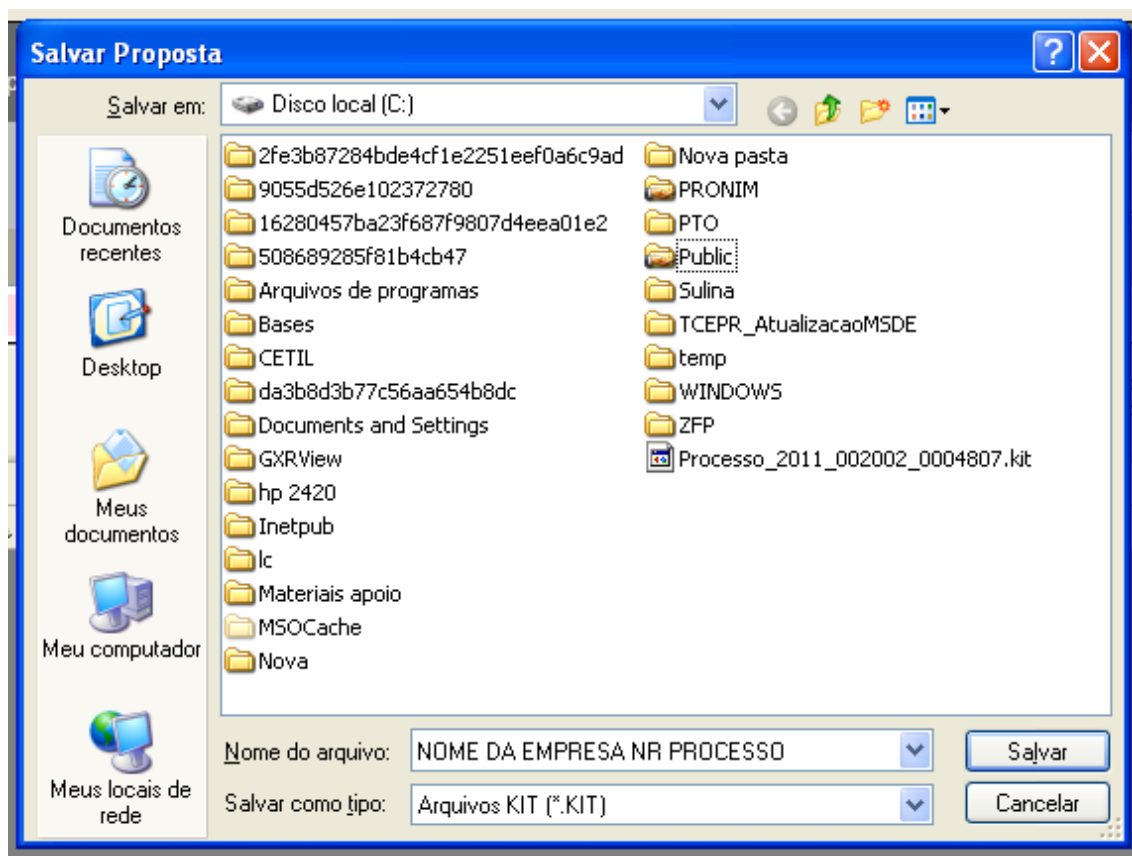 Salvar Proposta
Salvar em: Disco local (C:)
Documentos
recentes
Desktop
Meus
documentos
Meu computador
Meus locais de
rede
2fe3b87284bde4cf1e2251eef0a6c9ad
9055d526e102372780
16280457ba23f687f9807d4eea01e2
508689285f81b4cb47
Arquivos de programas
Bases
CETIL
da3b8d3b77c56aa654b8dc
Documents and Settings
GXRView
hp 2420
Inetpub
lc
Materiais apoio
MSOCache
Nova
Nova pasta
PRONIM
PTO
Public
Sulina
TCEPR_AtualizacaoMSDE
temp
WINDOWS
ZFP
Processo_2011_002002_0004807.kit
Nome do arquivo: NOME DA EMPRESA NR PROCESSO Salvar
Salvar como tipo: Arquivos KIT (*.KIT) Cancelar